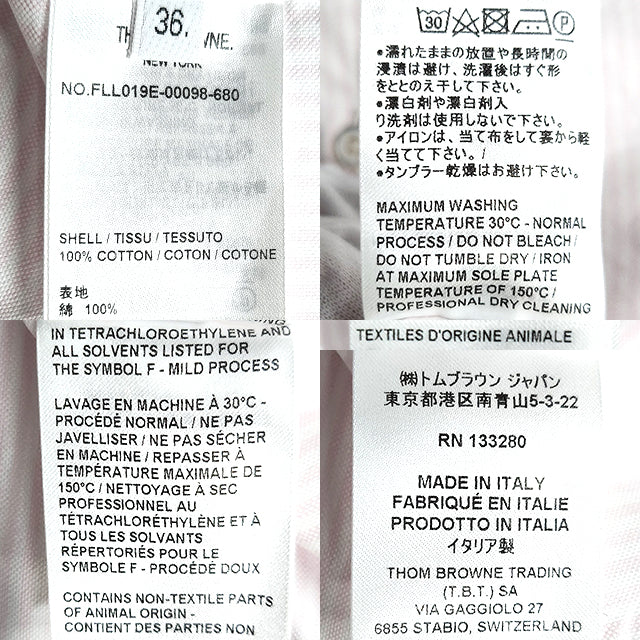 36.
NEW YORK
NO.FLL019E-00098-680
SHELL / TISSU / TESSUTO
100% COTTON / COTON / COTONE
表地
綿 100%
30
P
●濡れたままの放置や長時間の
浸漬は避け、洗濯後はすぐ形
をととのえ干して下さい。
●漂白剤や漂白剤入
り洗剤は使用しないで下さい。
●アイロンは、当て布をして裏から軽
く当てて下さい。/
●タンブラー乾燥はお避け下さい。
MAXIMUM WASHING
TEMPERATURE 30°C - NORMAL
PROCESS / DO NOT BLEACH /
DO NOT TUMBLE DRY / IRON
AT MAXIMUM SOLE PLATE
TEMPERATURE OF 150°C /
PROFESSIONAL DRY CLEANING
IN TETRACHLOROETHYLENE AND
ALL SOLVENTS LISTED FOR
THE SYMBOL F - MILD PROCESS
LAVAGE EN MACHINE À 30°C -
PROCÉDÉ NORMAL / NE PAS
JAVELLISER / NE PAS SÉCHER
EN MACHINE / REPASSER À
TEMPÉRATURE MAXIMALE DE
150°C / NETTOYAGE À SEC
PROFESSIONNEL AU
TÉTRACHLORÉTHYLÈNE ET À
TOUS LES SOLVANTS
RÉPERTORIÉS POUR LE
SYMBOLE F - PROCÉDÉ DOUX
CONTAINS NON-TEXTILE PARTS
OF ANIMAL ORIGIN -
CONTIENT DES PARTIES NON
TEXTILES D'ORIGINE ANIMALE
㈱トムブラウン ジャパン
東京都港区南青山5-3-22
RN 133280
MADE IN ITALY
FABRIQUÉ EN ITALIE
PRODOTTO IN ITALIA
イタリア製
THOM BROWNE TRADING
(T.B.T.) SA
VIA GAGGIOLO 27
6855 STABIO, SWITZERLAND